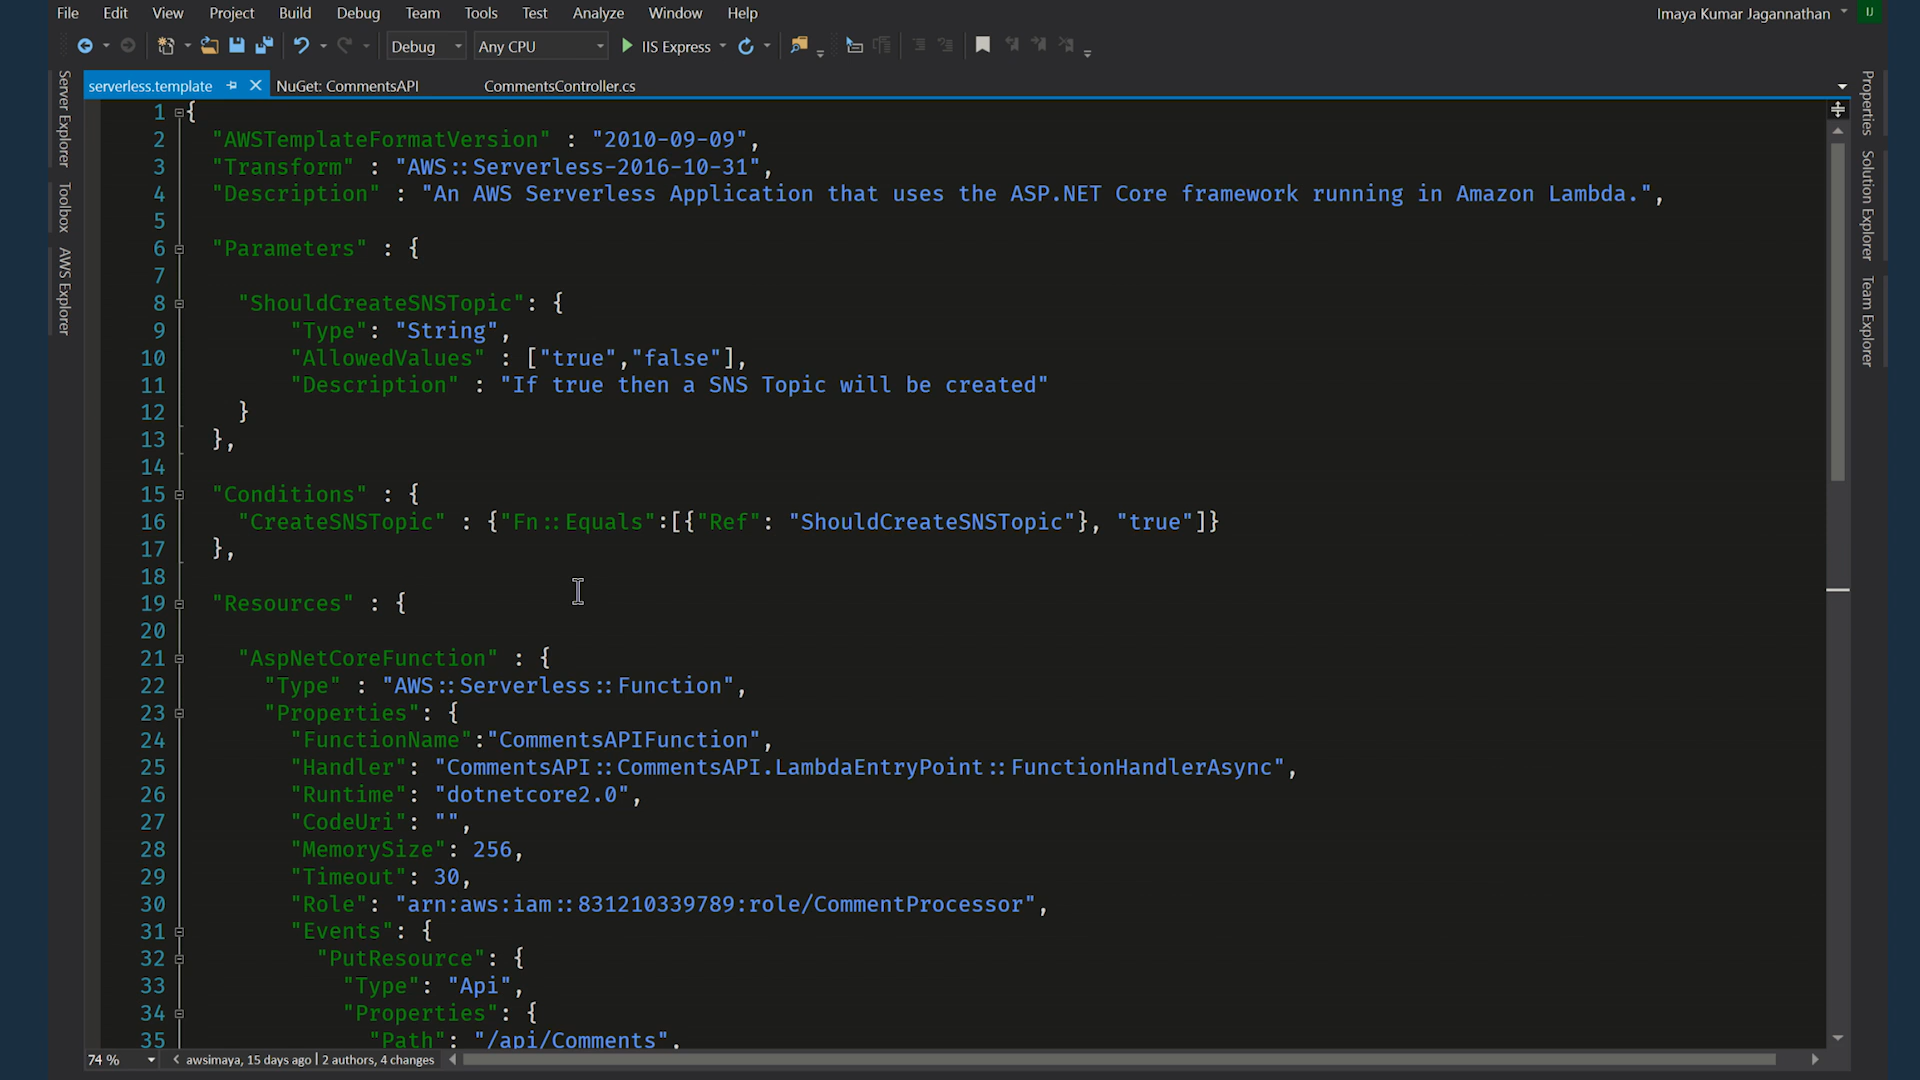 File Edit View Project Build Debug Team Tools Test Analyze Window Help
Imaya Kumar Jagannathan IJ
Debug Any CPU IIS Express
serverless.template NuGet: CommentsAPI CommentsController.cs
Server Explorer
Toolbox
AWS Explorer
1 {
2 "AWSTemplateFormatVersion" : "2010-09-09",
3 "Transform" : "AWS::Serverless-2016-10-31",
4 "Description" : "An AWS Serverless Application that uses the ASP.NET Core framework running in Amazon Lambda.",
5
6 "Parameters" : {
7
8 "ShouldCreateSNSTopic": {
9 "Type": "String",
10 "AllowedValues" : ["true","false"],
11 "Description" : "If true then a SNS Topic will be created"
12 }
13 },
14
15 "Conditions" : {
16 "CreateSNSTopic" : {"Fn::Equals":[{"Ref": "ShouldCreateSNSTopic"}, "true"]}
17 },
18
19 "Resources" : {
20
21 "AspNetCoreFunction" : {
22 "Type" : "AWS::Serverless::Function",
23 "Properties": {
24 "FunctionName":"CommentsAPIFunction",
25 "Handler": "CommentsAPI::CommentsAPI.LambdaEntryPoint::FunctionHandlerAsync",
26 "Runtime": "dotnetcore2.0",
27 "CodeUri": "",
28 "MemorySize": 256,
29 "Timeout": 30,
30 "Role": "arn:aws:iam::831210339789:role/CommentProcessor",
31 "Events": {
32 "PutResource": {
33 "Type": "Api",
34 "Properties": {
35 "Path": "/api/Comments",
Properties
Solution Explorer
Team Explorer
74 % awsimaya, 15 days ago | 2 authors, 4 changes